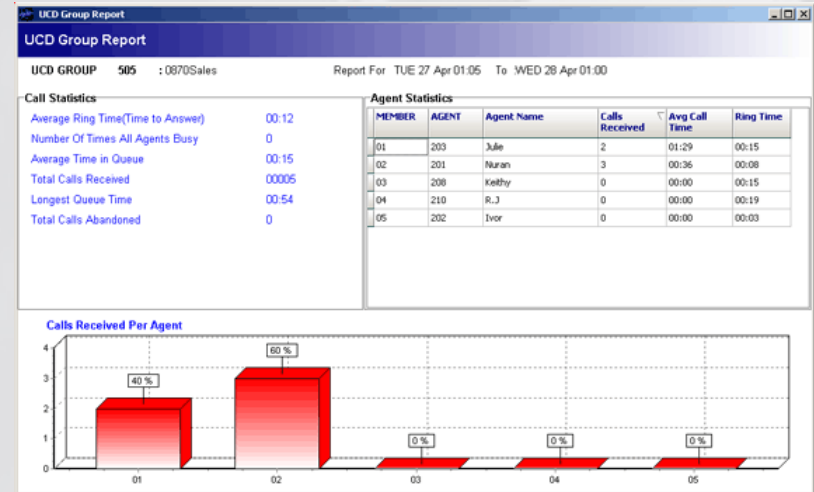 UCD Group Report
UCD Group Report
UCD GROUP 505 : 0870Sales Report For TUE 27 Apr 01:05 To :WED 28 Apr 01:00
Call Statistics
Average Ring Time(Time to Answer) 00:12
Number Of Times All Agents Busy 0
Average Time in Queue 00:15
Total Calls Received 00005
Longest Queue Time 00:54
Total Calls Abandoned 0
Agent Statistics
MEMBER AGENT Agent Name Calls Received Avg Call Time Ring Time
01 203 Julie 2 01:29 00:15
02 201 Nuran 3 00:36 00:08
03 208 Keithy 0 00:00 00:15
04 210 R.J 0 00:00 00:19
05 202 Ivor 0 00:00 00:03
Calls Received Per Agent
4
3
2
1
0
40 %
60 %
0 %
0 %
0 %
01 02 03 04 05